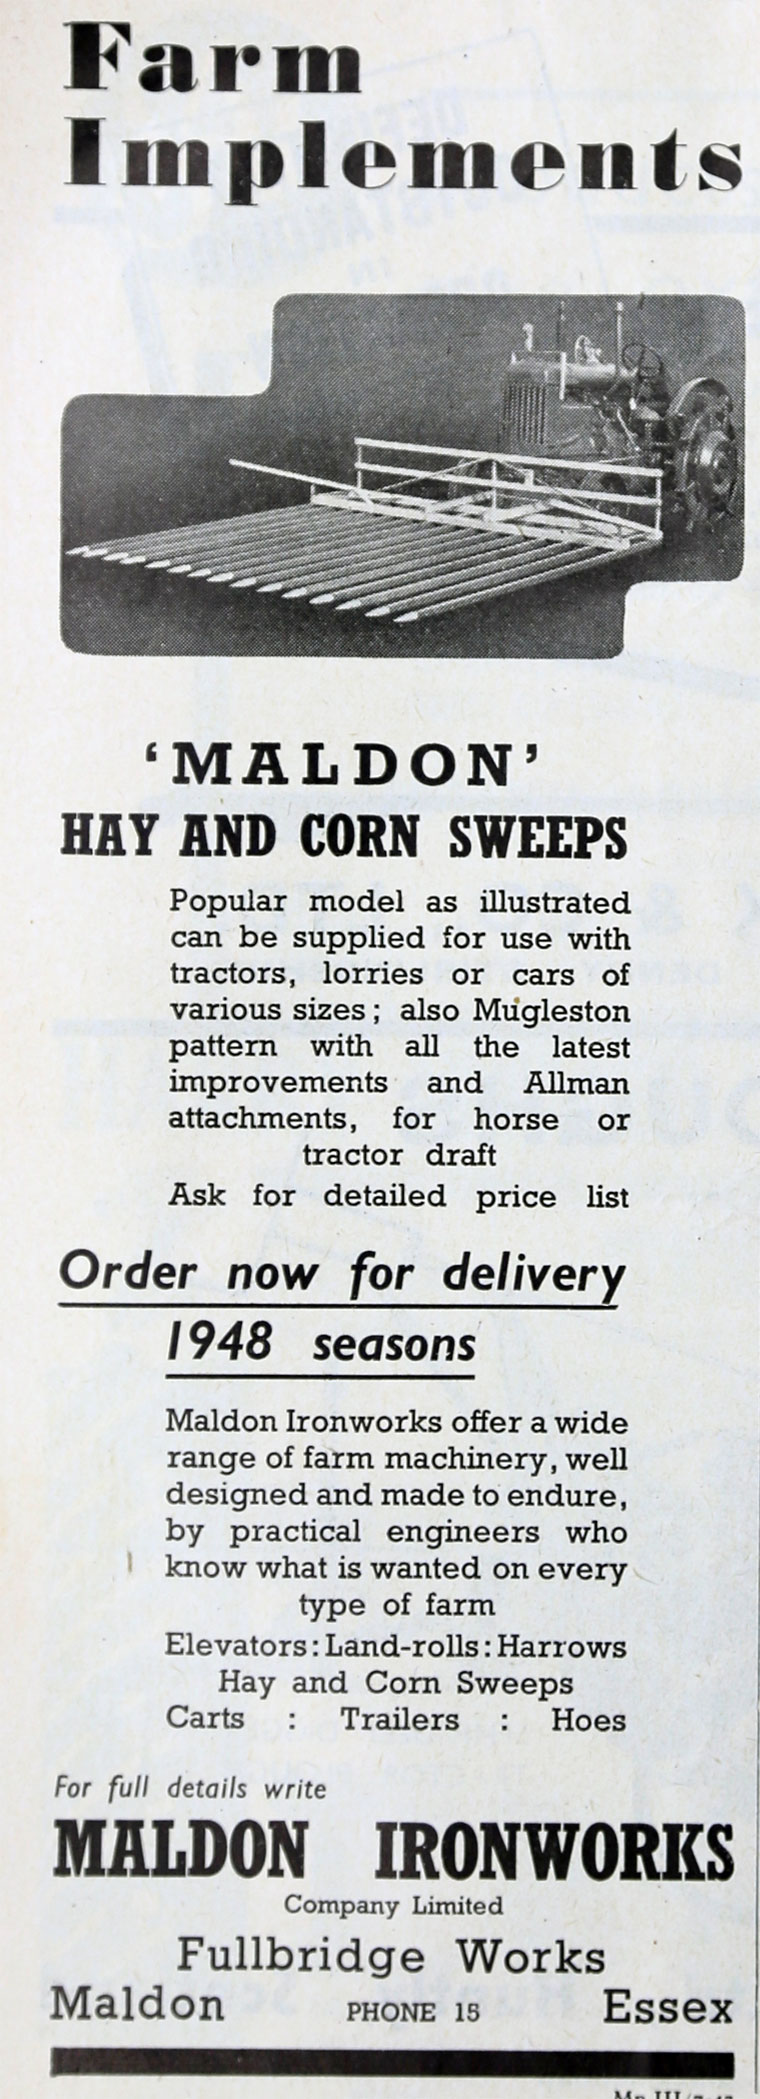 Farm
Implements
‘MALDON’
HAY AND CORN SWEEPS
Popular model as illustrated
can be supplied for use with
tractors, lorries or cars of
various sizes; also Mugleston
pattern with all the latest
improvements and Allman
attachments, for horse or
tractor draft
Ask for detailed price list
Order now for delivery
1948 seasons
Maldon Ironworks offer a wide
range of farm machinery, well
designed and made to endure,
by practical engineers who
know what is wanted on every
type of farm
Elevators : Land-rolls : Harrows
Hay and Corn Sweeps
Carts : Trailers : Hoes
For full details write
MALDON IRONWORKS
Company Limited
Fullbridge Works
Maldon PHONE 15 Essex